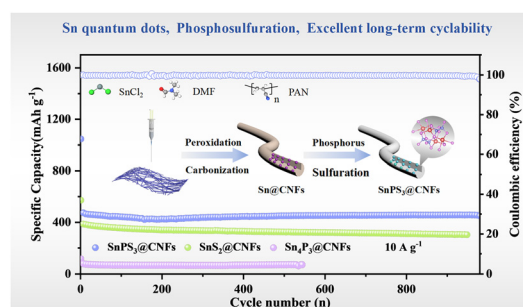 Sn quantum dots, Phosphosulfuration, Excellent long-term cyclability
Specific Capacity(mAh g⁻¹)
1600
1200
800
400
0
SnCl₂
DMF
PAN
n
Peroxidation
Carbonization
Sn@CNFs
Phosphorus
Sulfuration
SnPS₃@CNFs
SnPS₃@CNFs
SnS₂@CNFs
Sn₄P₃@CNFs
10 A g⁻¹
0
200
400
600
800
Cycle number (n)
100
80
60
40
20
0
Coulombic efficiency (%)